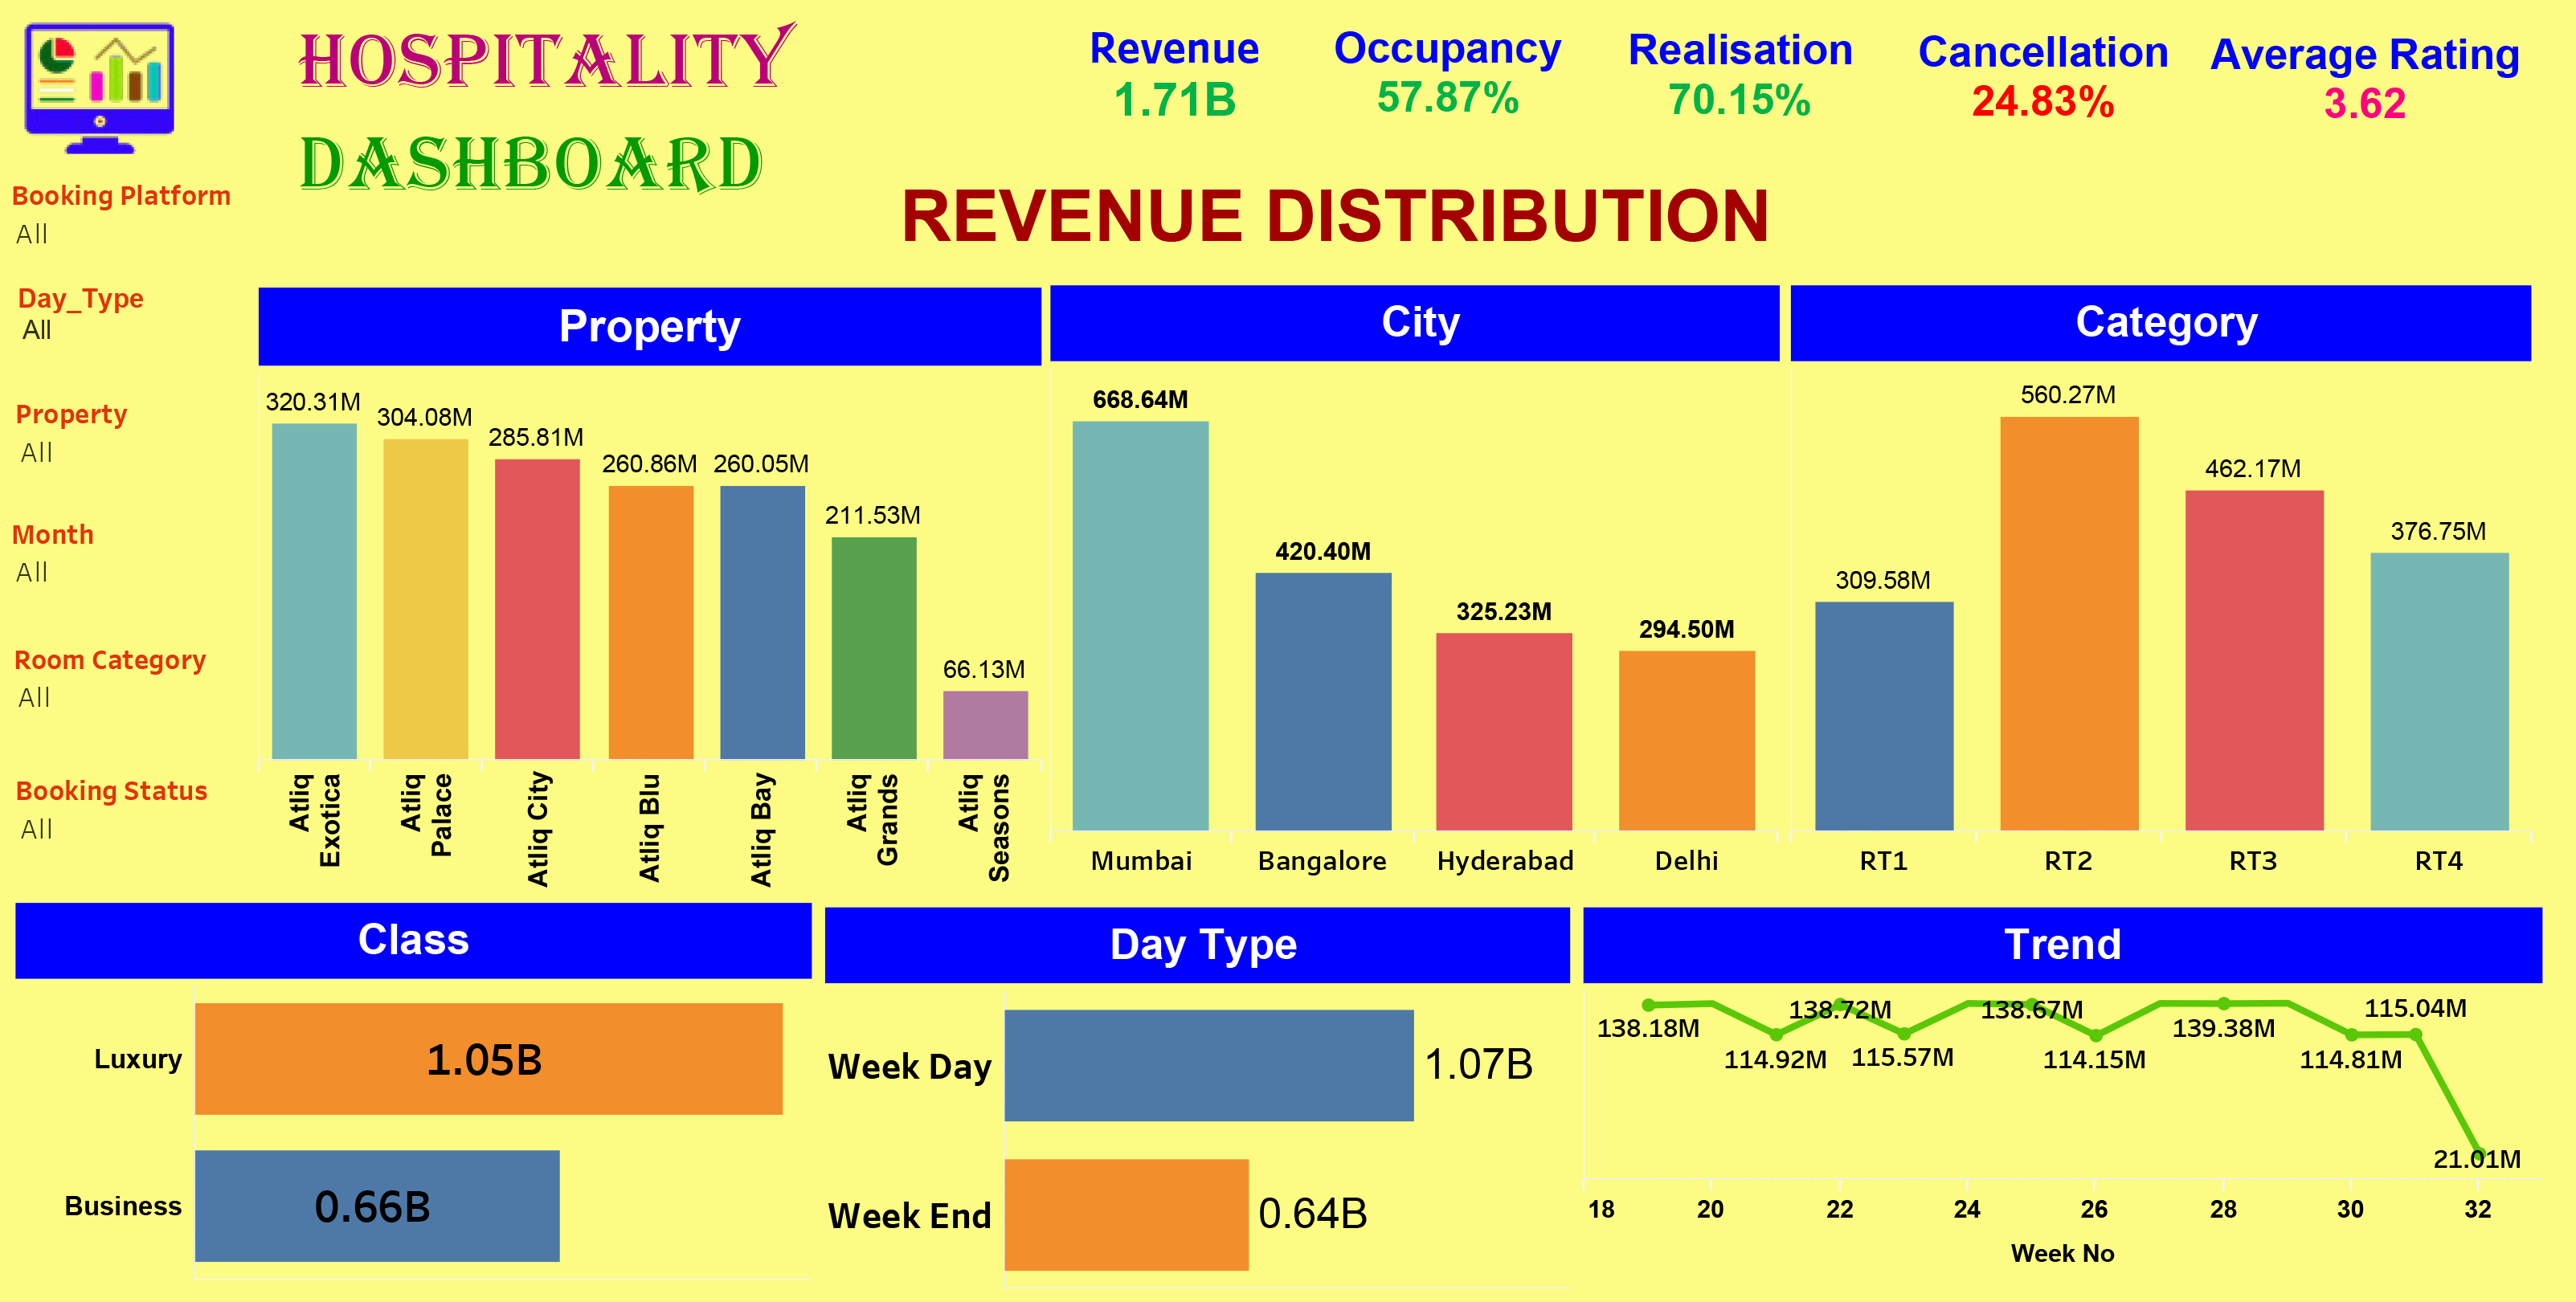 HOSPITALITY
DASHBOARD
Revenue
1.71B
Occupancy
57.87%
Realisation
70.15%
Cancellation
24.83%
Average Rating
3.62
REVENUE DISTRIBUTION
Booking Platform
All
Day_Type
All
Property
All
Month
All
Room Category
All
Booking Status
All
Property
320.31M
304.08M
285.81M
260.86M
260.05M
211.53M
66.13M
Atliq
Exotica
Atliq
Palace
Atliq City
Atliq Blu
Atliq Bay
Atliq
Grands
Atliq
Seasons
City
668.64M
420.40M
325.23M
294.50M
Mumbai
Bangalore
Hyderabad
Delhi
Category
309.58M
560.27M
462.17M
376.75M
RT1
RT2
RT3
RT4
Class
Luxury
1.05B
Business
0.66B
Day Type
Week Day
1.07B
Week End
0.64B
Trend
138.18M
114.92M
138.72M
115.57M
138.67M
114.15M
139.38M
114.81M
115.04M
21.01M
18
20
22
24
26
28
30
32
Week No